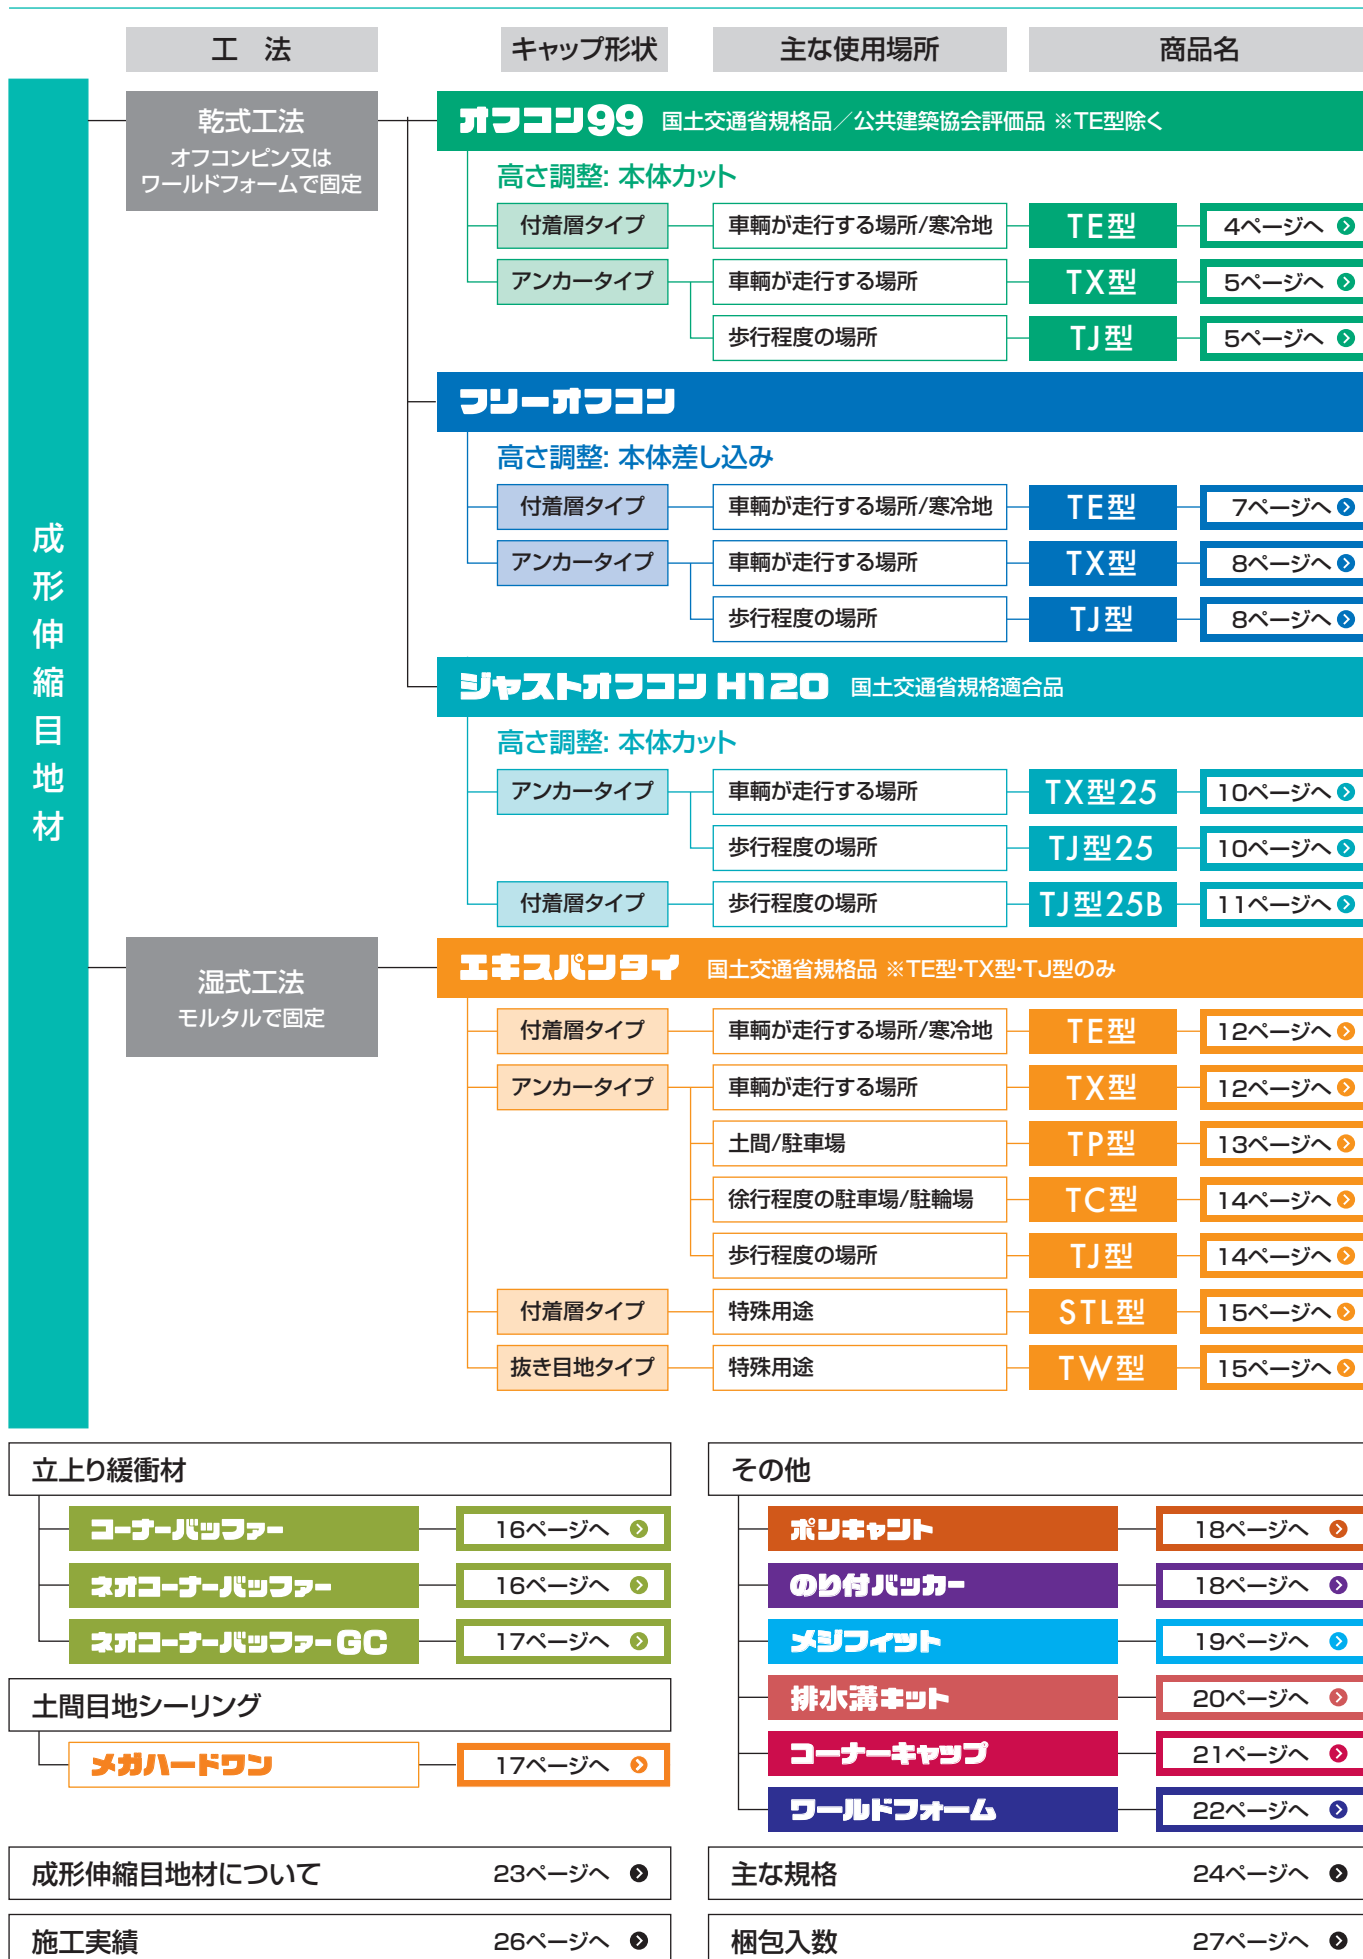 工　法　キャップ形状　主な使用場所　商品名
成形伸縮目地材
乾式工法
オフコンピン又は
ワールドフォームで固定
オフコン99　国土交通省規格品／公共建築協会評価品 ※TE型除く
高さ調整: 本体カット
付着層タイプ　車輌が走行する場所/寒冷地　TE型　4ページへ
アンカータイプ　車輌が走行する場所　TX型　5ページへ
歩行程度の場所　TJ型　5ページへ
フリーオフコン
高さ調整: 本体差し込み
付着層タイプ　車輌が走行する場所/寒冷地　TE型　7ページへ
アンカータイプ　車輌が走行する場所　TX型　8ページへ
歩行程度の場所　TJ型　8ページへ
ジャストオフコン H120　国土交通省規格適合品
高さ調整: 本体カット
アンカータイプ　車輌が走行する場所　TX型25　10ページへ
歩行程度の場所　TJ型25　10ページへ
付着層タイプ　歩行程度の場所　TJ型25B　11ページへ
湿式工法
モルタルで固定
エキスパンタイ　国土交通省規格品 ※TE型･TX型･TJ型のみ
付着層タイプ　車輌が走行する場所/寒冷地　TE型　12ページへ
アンカータイプ　車輌が走行する場所　TX型　12ページへ
土間/駐車場　TP型　13ページへ
徐行程度の駐車場/駐輪場　TC型　14ページへ
歩行程度の場所　TJ型　14ページへ
付着層タイプ　特殊用途　STL型　15ページへ
抜き目地タイプ　特殊用途　TW型　15ページへ
立上り緩衝材
コーナーバッファー　16ページへ
ネオコーナーバッファー　16ページへ
ネオコーナーバッファーGC　17ページへ
土間目地シーリング
メガハードワン　17ページへ
その他
ポリキャント　18ページへ
のり付バッカー　18ページへ
メジフィット　19ページへ
排水溝キット　20ページへ
コーナーキャップ　21ページへ
ワールドフォーム　22ページへ
成形伸縮目地材について　23ページへ
主な規格　24ページへ
施工実績　26ページへ
梱包入数　27ページへ